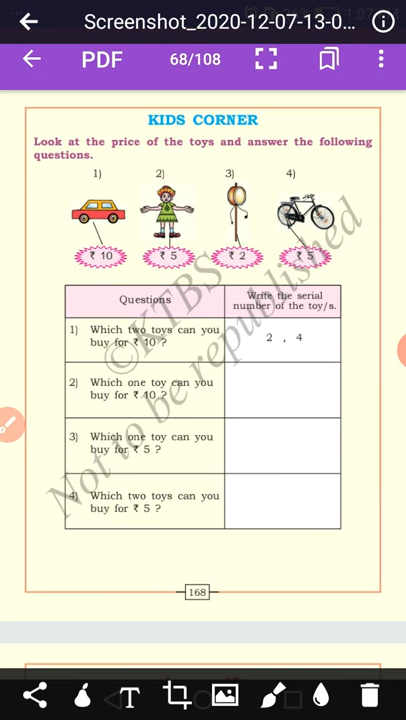 Screenshot_2020-12-07-13-0...
PDF 68/108
KIDS CORNER
Look at the price of the toys and answer the following
questions.
1) 2) 3) 4)
₹ 10 ₹ 5 ₹ 2 ₹ 5
Questions
Write the serial
number of the toy/s.
1) Which two toys can you
buy for ₹ 10 ?
2 , 4
2) Which one toy can you
buy for ₹ 10 ?
3) Which one toy can you
buy for ₹ 5 ?
4) Which two toys can you
buy for ₹ 5 ?
©KTBS
Not to be republished
168
T